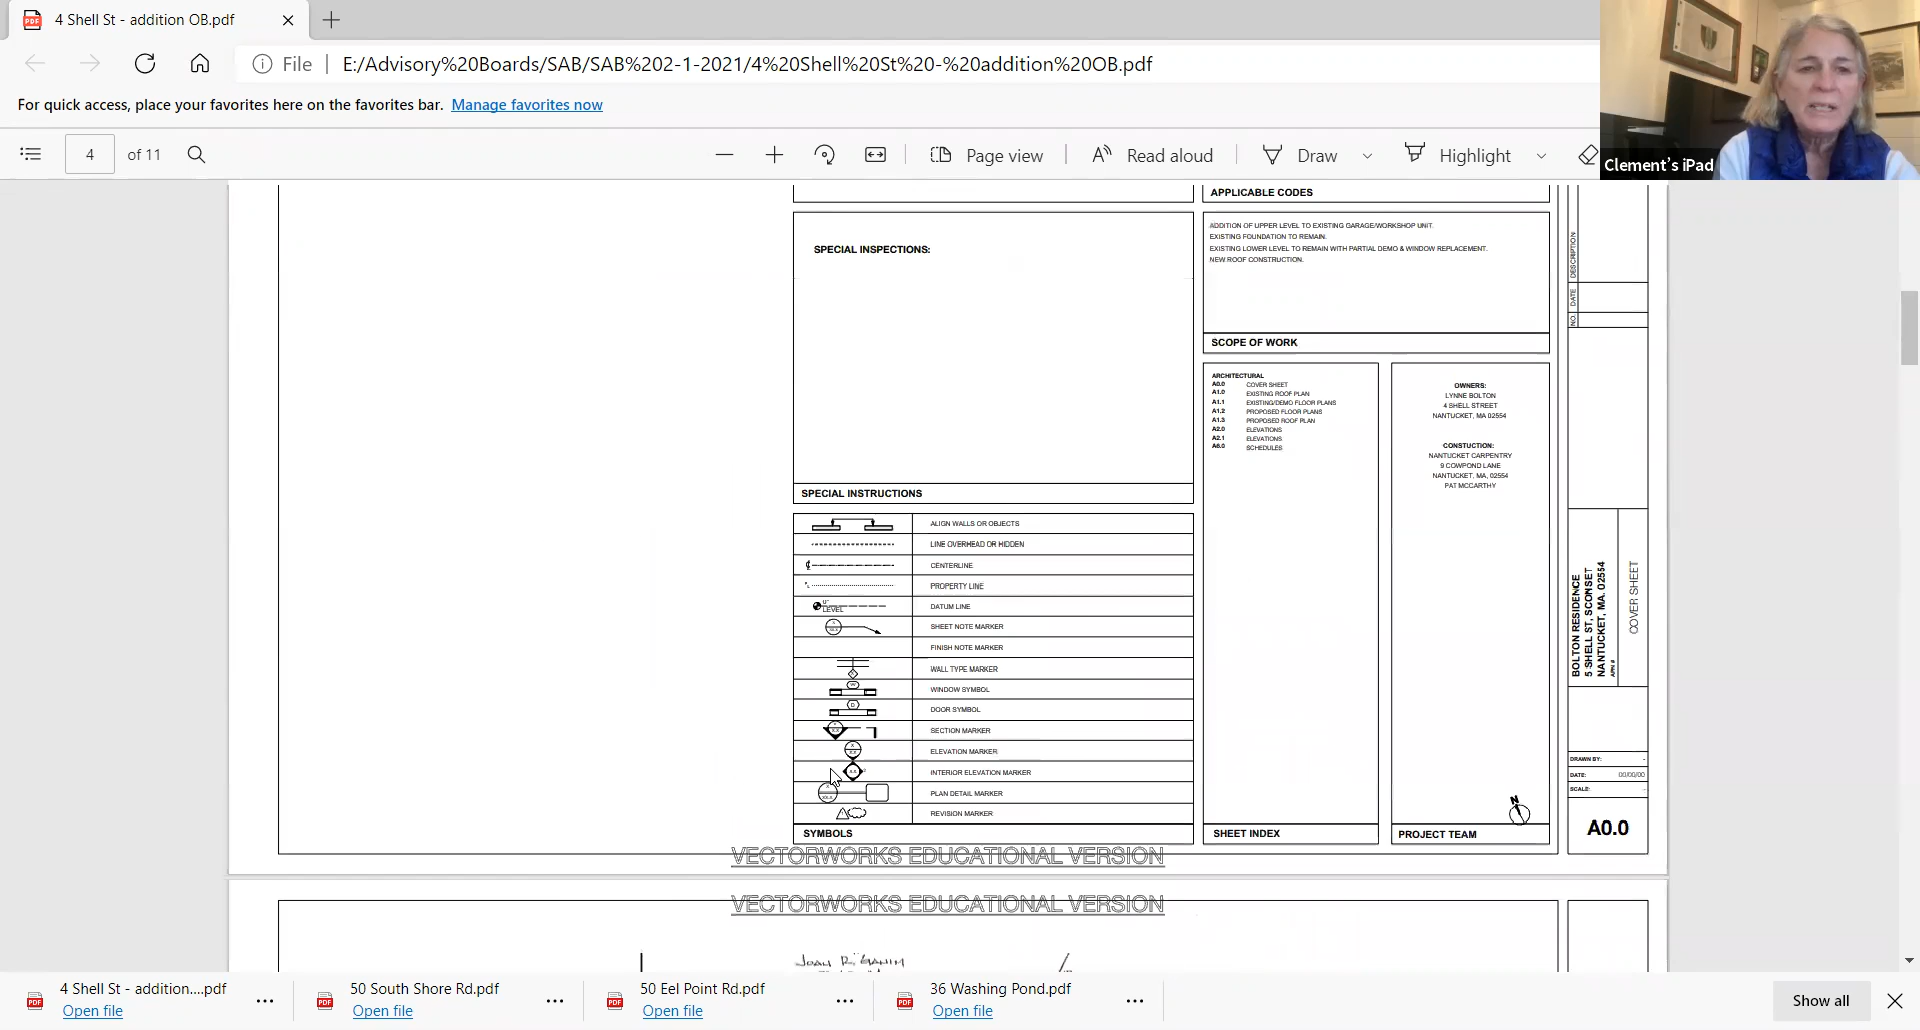 4 Shell St - addition OB.pdf
File
E:/Advisory%20Boards/SAB/SAB%202-1-2021/4%20Shell%20St%20-%20addition%20OB.pdf
For quick access, place your favorites here on the favorites bar. Manage favorites now
4 of 11
Page view
Read aloud
Draw
Highlight
Clement's iPad
APPLICABLE CODES
SPECIAL INSPECTIONS:
ADDITION OF UPPER LEVEL TO EXISTING GARAGE/WORKSHOP UNIT.
EXISTING FOUNDATION TO REMAIN.
EXISTING LOWER LEVEL TO REMAIN WITH PARTIAL DEMO & WINDOW REPLACEMENT.
NEW ROOF CONSTRUCTION.
SCOPE OF WORK
SPECIAL INSTRUCTIONS
ALIGN WALLS OR OBJECTS
LINE OVERHEAD OR HIDDEN
CENTERLINE
PROPERTY LINE
LEVEL
DATUM LINE
SHEET NOTE MARKER
FINISH NOTE MARKER
WALL TYPE MARKER
WINDOW SYMBOL
DOOR SYMBOL
SECTION MARKER
ELEVATION MARKER
INTERIOR ELEVATION MARKER
PLAN DETAIL MARKER
REVISION MARKER
SYMBOLS
ARCHITECTURAL
A0.0 COVER SHEET
A1.0 EXISTING ROOF PLAN
A1.1 EXISTING/DEMO FLOOR PLANS
A1.2 PROPOSED FLOOR PLANS
A1.3 PROPOSED ROOF PLAN
A2.0 ELEVATIONS
A2.1 ELEVATIONS
A6.0 SCHEDULES
SHEET INDEX
OWNERS:
LYNNE BOLTON
4 SHELL STREET
NANTUCKET, MA 02554
CONSTUCTION:
NANTUCKET CARPENTRY
9 COWPOND LANE
NANTUCKET, MA, 02554
PAT MCCARTHY
N
PROJECT TEAM
DESCRIPTION
DATE
NO.
BOLTON RESIDENCE
5 SHELL ST, SCONSET
NANTUCKET, MA. 02554
APN #
COVER SHEET
DRAWN BY: -
DATE: 00/00/00
SCALE: -
A0.0
VECTORWORKS EDUCATIONAL VERSION
VECTORWORKS EDUCATIONAL VERSION
4 Shell St - addition....pdf
Open file
50 South Shore Rd.pdf
Open file
50 Eel Point Rd.pdf
Open file
36 Washing Pond.pdf
Open file
Show all